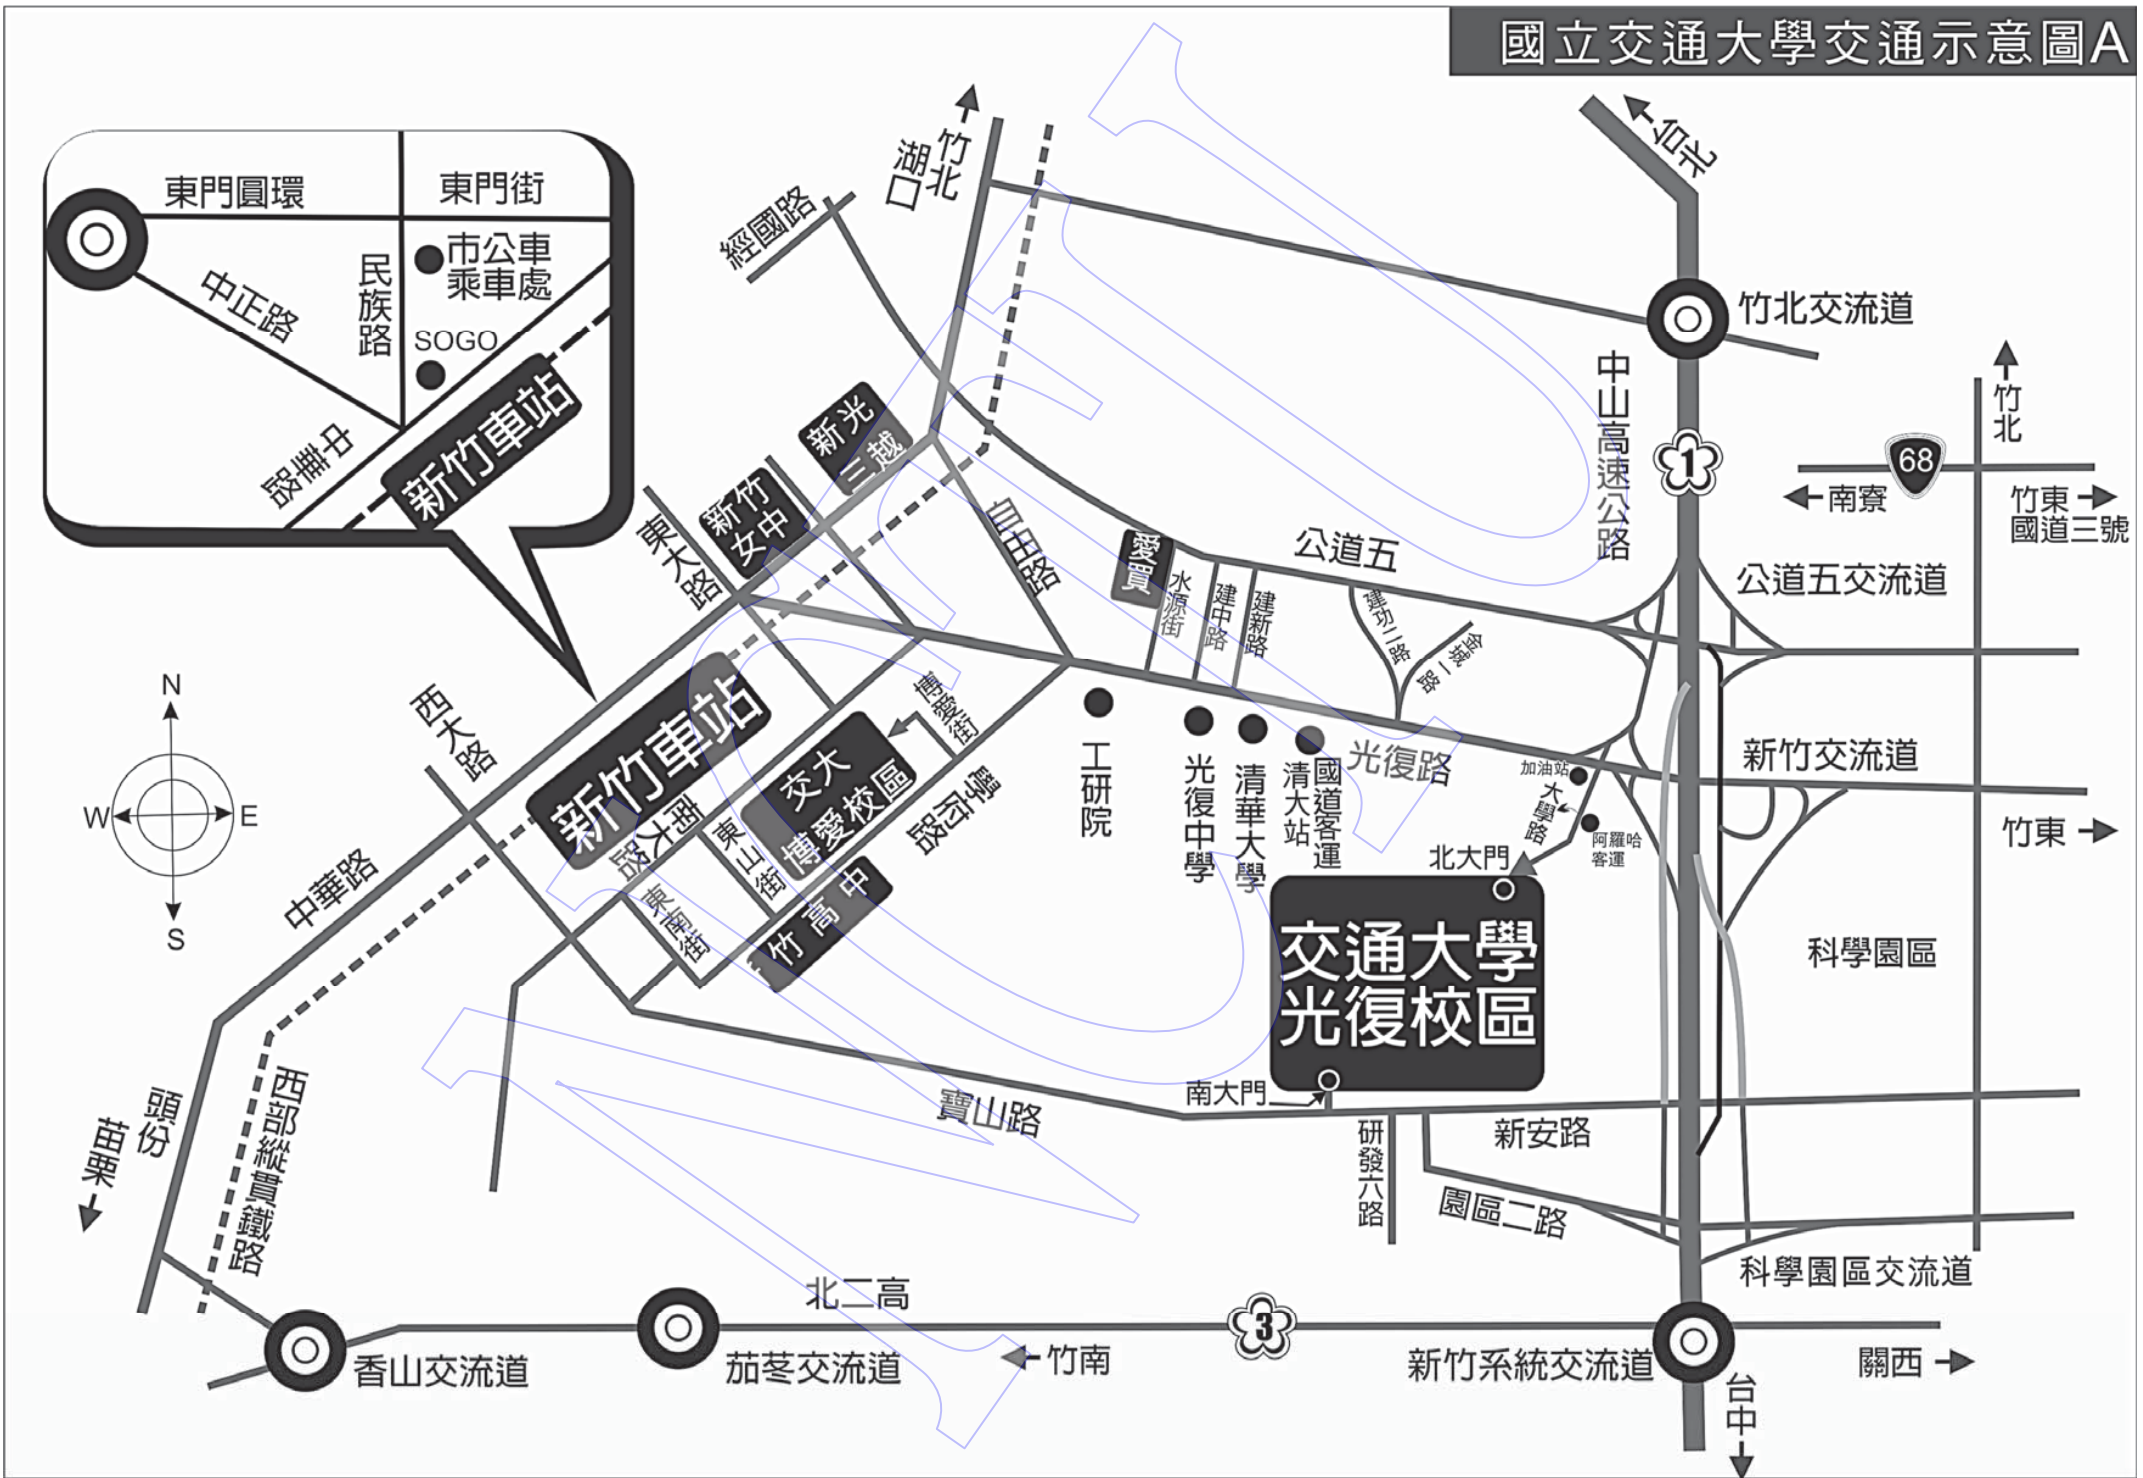 國立交通大學交通示意圖A
東門圓環
東門街
市公車
乘車處
民族路
中正路
SOGO
中華路
新竹車站
竹北
湖口
經國路
台北
竹北交流道
中山高速公路
1
竹北
68
南寮
竹東
國道三號
新光
三越
新竹
女中
東大路
自由路
愛買
水源街
建中路
建新路
公道五
建功二路
金城一路
公道五交流道
N
W
E
S
西大路
新竹車站
博愛街
交大
博愛校區
學府路
南大路
東山街
東南街
竹高中
工研院
光復中學
清華大學
國道客運
清大站
光復路
加油站
大學路
阿羅哈
客運
新竹交流道
竹東
北大門
交通大學
光復校區
南大門
科學園區
中華路
頭份
苗栗
西部縱貫鐵路
寶山路
研發六路
新安路
園區二路
科學園區交流道
北二高
3
香山交流道
茄苳交流道
竹南
新竹系統交流道
關西
台中